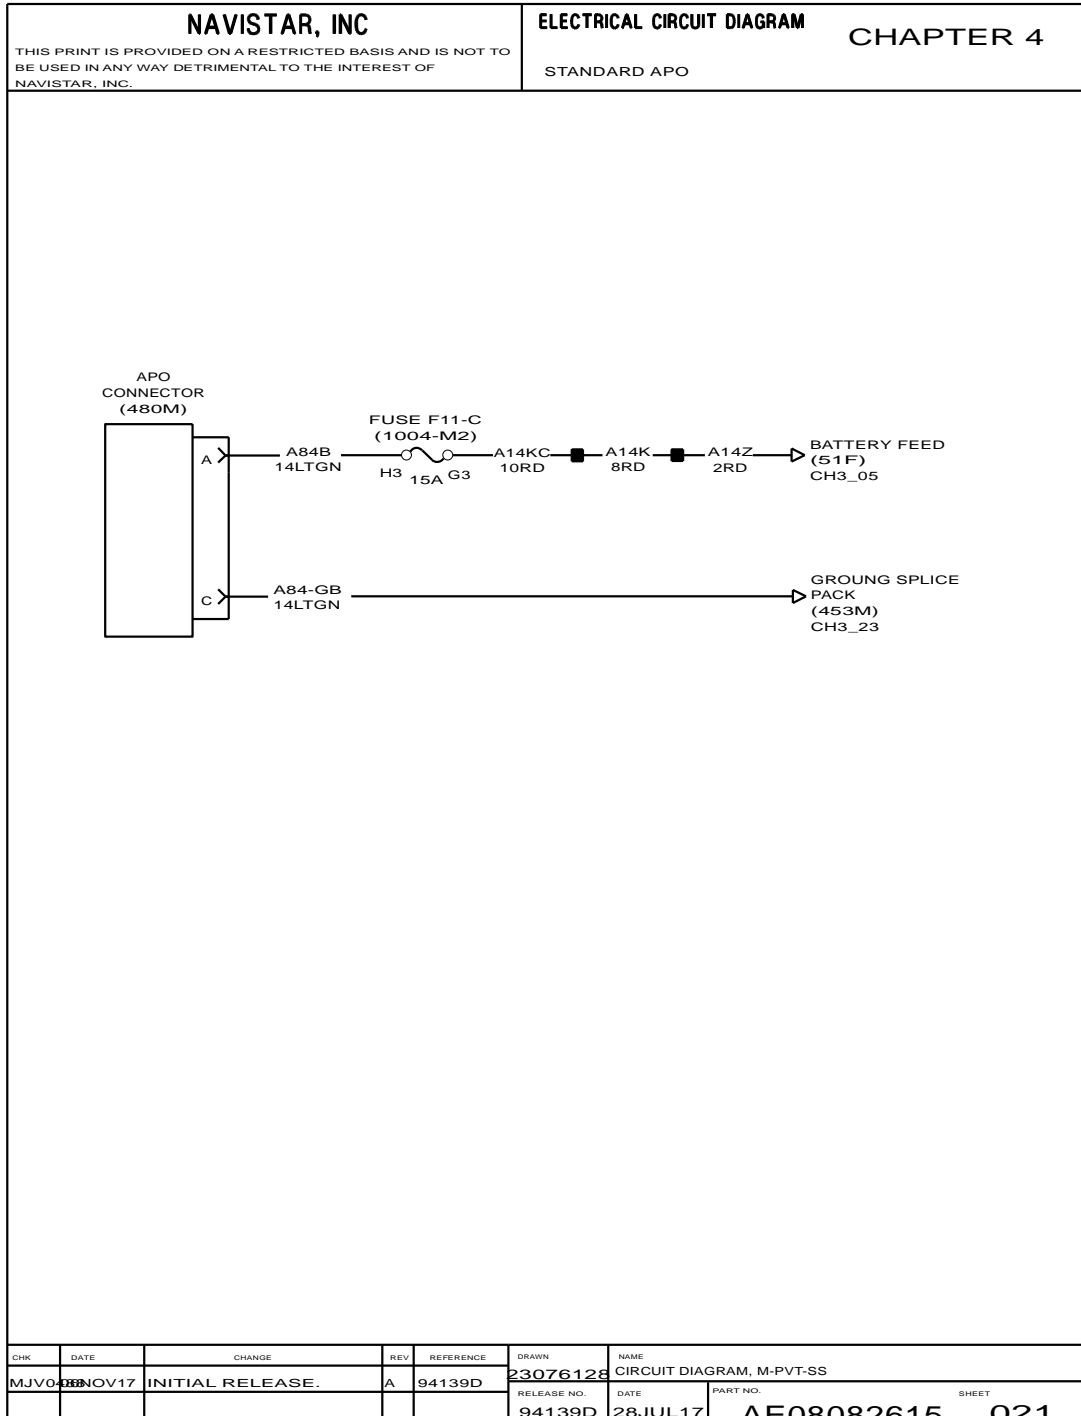 NAVISTAR, INC
THIS PRINT IS PROVIDED ON A RESTRICTED BASIS AND IS NOT TO
BE USED IN ANY WAY DETRIMENTAL TO THE INTEREST OF
NAVISTAR, INC.
ELECTRICAL CIRCUIT DIAGRAM
CHAPTER 4
STANDARD APO
APO
CONNECTOR
(480M)
FUSE F11-C
(1004-M2)
A
A84B
14LTGN
H3
15A
G3
A14KC
10RD
A14K
8RD
A14Z
2RD
BATTERY FEED
(51F)
CH3_05
C
A84-GB
14LTGN
GROUNG SPLICE
PACK
(453M)
CH3_23
CHK DATE CHANGE REV REFERENCE
INITIAL RELEASE. A 94139D
DRAWN
23076128
NAME
CIRCUIT DIAGRAM, M-PVT-SS
RELEASE NO.
94139D
DATE
28JUL17
PART NO.
AE08082615
SHEET
021